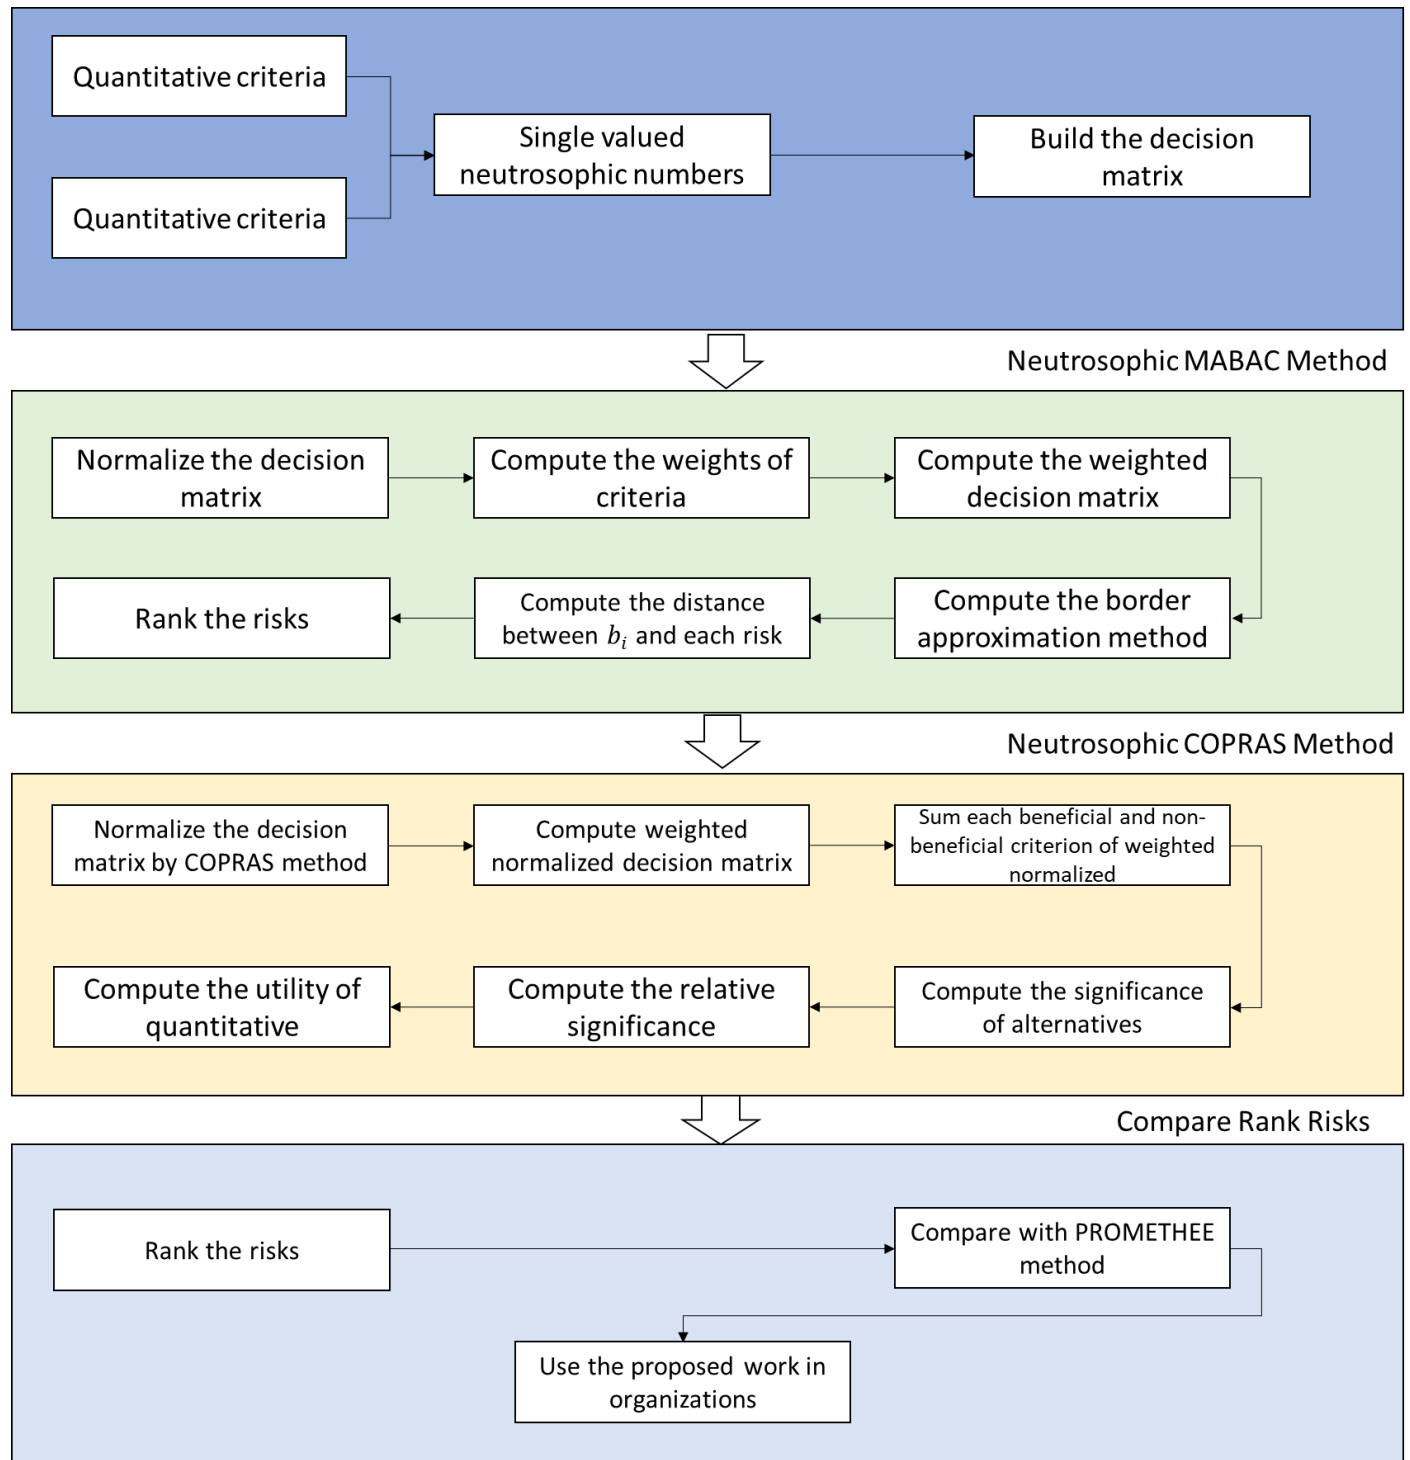 Quantitative criteria
Quantitative criteria
Single valued
neutrosophic numbers
Build the decision
matrix
Neutrosophic MABAC Method
Normalize the decision
matrix
Compute the weights of
criteria
Compute the weighted
decision matrix
Rank the risks
Compute the distance
between bᵢ and each risk
Compute the border
approximation method
Neutrosophic COPRAS Method
Normalize the decision
matrix by COPRAS method
Compute weighted
normalized decision matrix
Sum each beneficial and non-
beneficial criterion of weighted
normalized
Compute the utility of
quantitative
Compute the relative
significance
Compute the significance
of alternatives
Compare Rank Risks
Rank the risks
Compare with PROMETHEE
method
Use the proposed work in
organizations